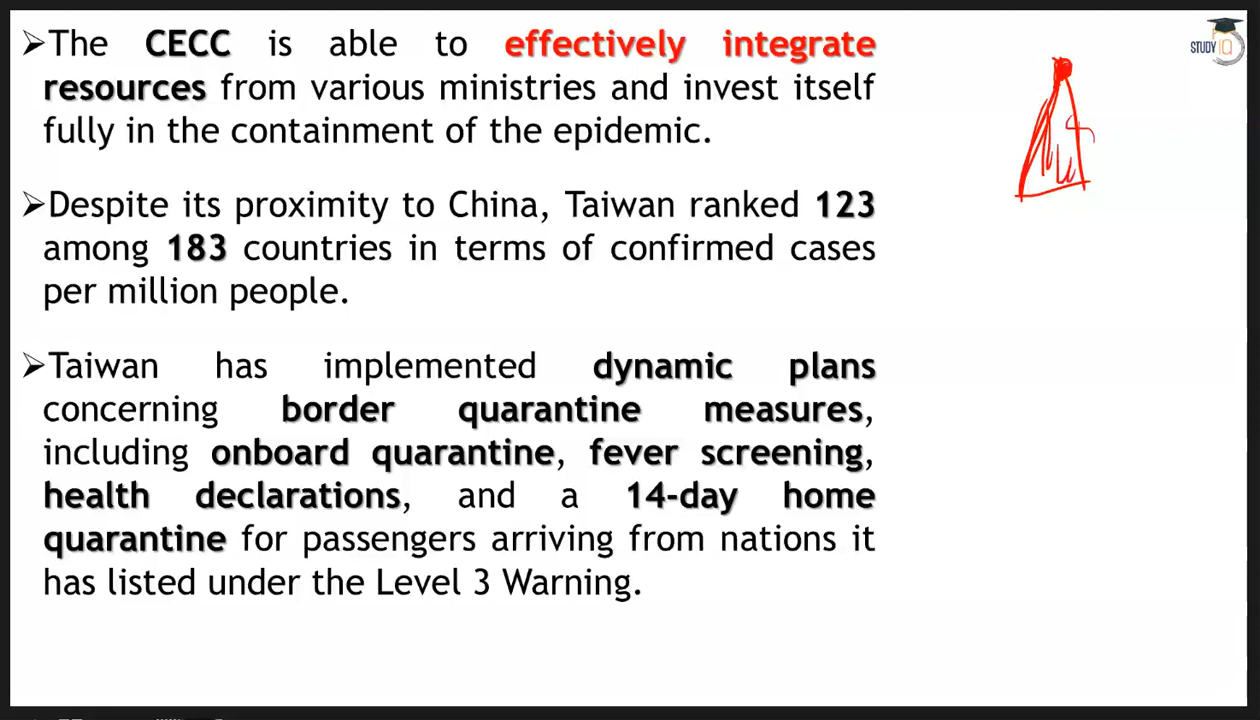 ➢The CECC is able to effectively integrate
resources from various ministries and invest itself
fully in the containment of the epidemic.
➢Despite its proximity to China, Taiwan ranked 123
among 183 countries in terms of confirmed cases
per million people.
➢Taiwan has implemented dynamic plans
concerning border quarantine measures,
including onboard quarantine, fever screening,
health declarations, and a 14-day home
quarantine for passengers arriving from nations it
has listed under the Level 3 Warning.
STUDY IQ